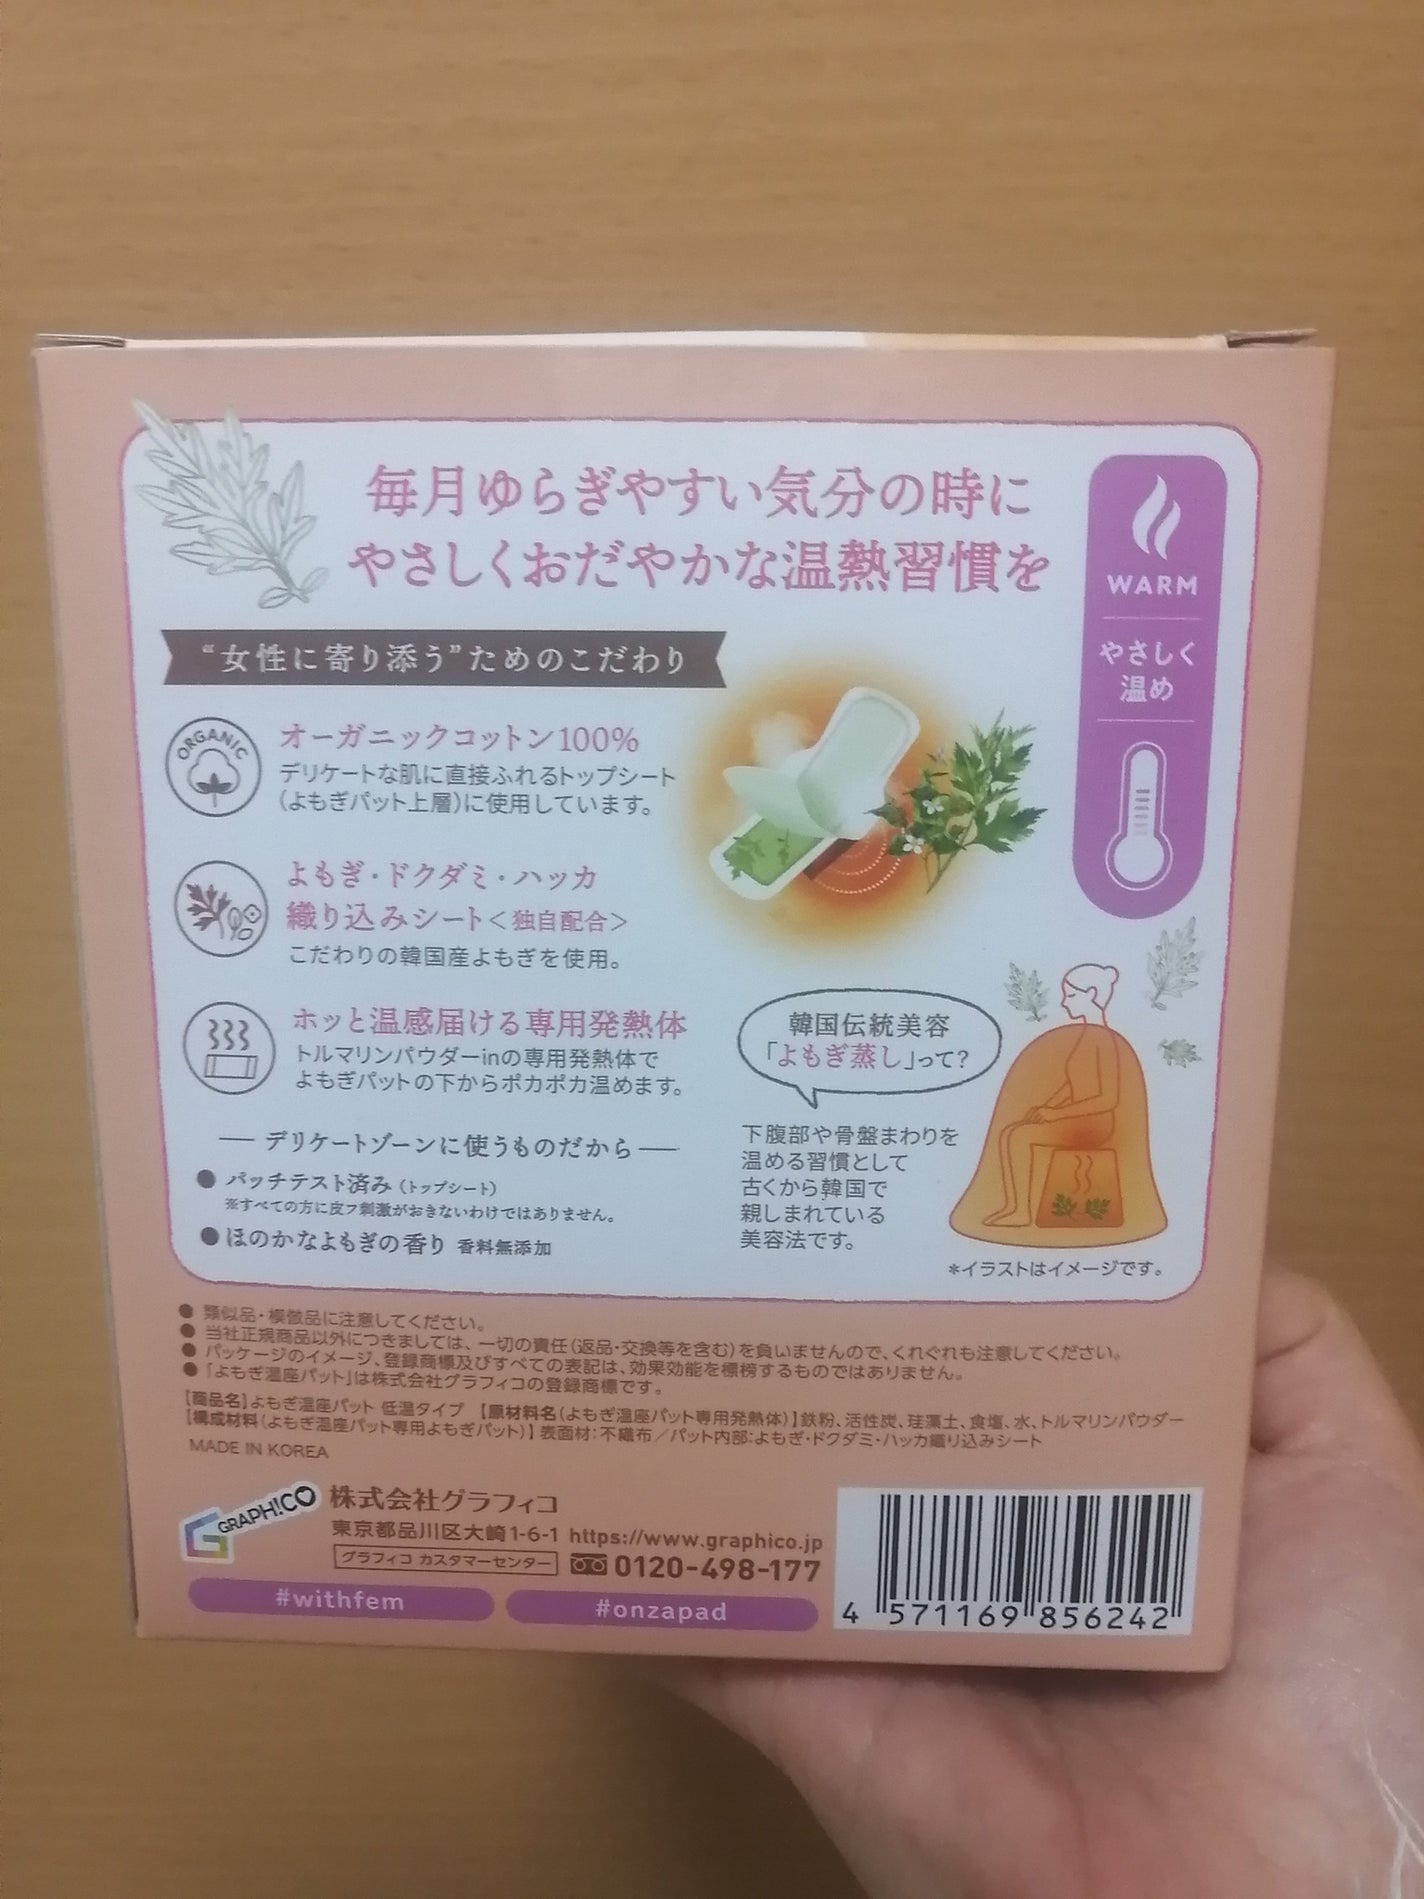 毎月ゆらぎやすい気分の時に
やさしくおだやかな温熱習慣を
WARM
やさしく
温め
“女性に寄り添う”ためのこだわり
ORGANIC
オーガニックコットン100%
デリケートな肌に直接ふれるトップシート
(よもぎパット上層)に使用しています。
よもぎ・ドクダミ・ハッカ
織り込みシート<独自配合>
こだわりの韓国産よもぎを使用。
ホッと温感届ける専用発熱体
トルマリンパウダーinの専用発熱体で
よもぎパットの下からポカポカ温めます。
デリケートゾーンに使うものだから
● パッチテスト済み(トップシート)
※すべての方に皮フ刺激がおきないわけではありません。
● ほのかなよもぎの香り 香料無添加
韓国伝統美容
「よもぎ蒸し」って?
下腹部や骨盤まわりを
温める習慣として
古くから韓国で
親しまれている
美容法です。
*イラストはイメージです。
● 類似品・模倣品に注意してください。
● 当社正規商品以外につきましては、一切の責任(返品・交換等を含む)を負いませんので、くれぐれも注意してください。
● パッケージのイメージ、登録商標及びすべての表記は、効果効能を標榜するものではありません。
● 「よもぎ温座パット」は株式会社グラフィコの登録商標です。
【商品名】よもぎ温座パット 低温タイプ 【原材料名(よもぎ温座パット専用発熱体)】鉄粉、活性炭、珪藻土、食塩、水、トルマリンパウダー
【構成材料(よもぎ温座パット専用よもぎパット)】表面材:不織布/パット内部:よもぎ・ドクダミ・ハッカ織り込みシート
MADE IN KOREA
GRAPH!CO
株式会社グラフィコ
東京都品川区大崎1-6-1 https://www.graphico.jp
グラフィコ カスタマーセンター 0120-498-177
#withfem #onzapad
4 571169 856242